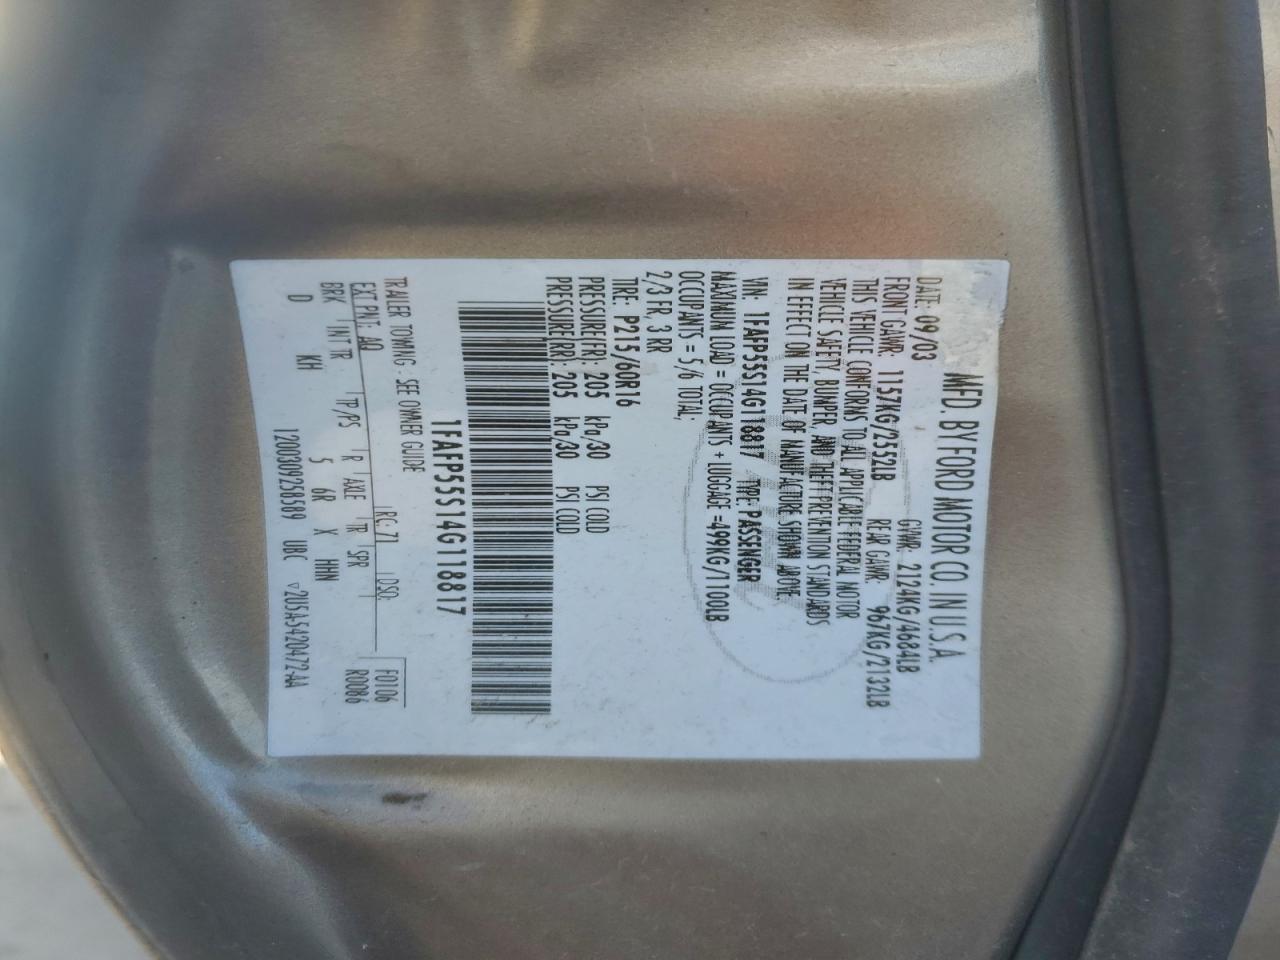 MFD. BY FORD MOTOR CO. IN U.S.A.
DATE: 09/03 GVWR: 2124KG/4684LB
FRONT GAWR: 1157KG/2552LB REAR GAWR: 967KG/2132LB
THIS VEHICLE CONFORMS TO ALL APPLICABLE FEDERAL MOTOR
VEHICLE SAFETY, BUMPER, AND THEFT PREVENTION STANDARDS
IN EFFECT ON THE DATE OF MANUFACTURE SHOWN ABOVE.
VIN: 1FAFP55S14G118817 TYPE: PASSENGER
MAXIMUM LOAD = OCCUPANTS + LUGGAGE =499KG/1100LB
OCCUPANTS = 5/6 TOTAL,
2/3 FR, 3 RR
TIRE: P215/60R16
PRESSURE(FR): 205 kPa/30 PSI COLD
PRESSURE(RR): 205 kPa/30 PSI COLD
1FAFP55S14G118817
TRAILER TOWING - SEE OWNER GUIDE
EXT PNT: AQ RC:71 DSO: F0106
BRK INT TR TP/PS R AXLE TR SPR R0086
D KH 5 6R X HHN
120030925B589 UBC